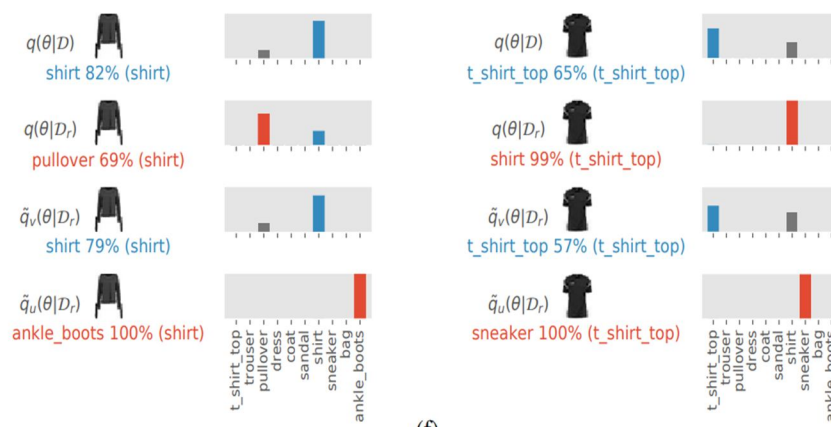 q(θ|D)
shirt 82% (shirt)
q(θ|D_r)
pullover 69% (shirt)
q̃_v(θ|D_r)
shirt 79% (shirt)
q̃_u(θ|D_r)
ankle_boots 100% (shirt)
t_shirt_top
trouser
pullover
dress
coat
sandal
shirt
sneaker
bag
ankle_boots
q(θ|D)
t_shirt_top 65% (t_shirt_top)
q(θ|D_r)
shirt 99% (t_shirt_top)
q̃_v(θ|D_r)
t_shirt_top 57% (t_shirt_top)
q̃_u(θ|D_r)
sneaker 100% (t_shirt_top)
t_shirt_top
trouser
pullover
dress
coat
sandal
shirt
sneaker
bag
ankle_boots